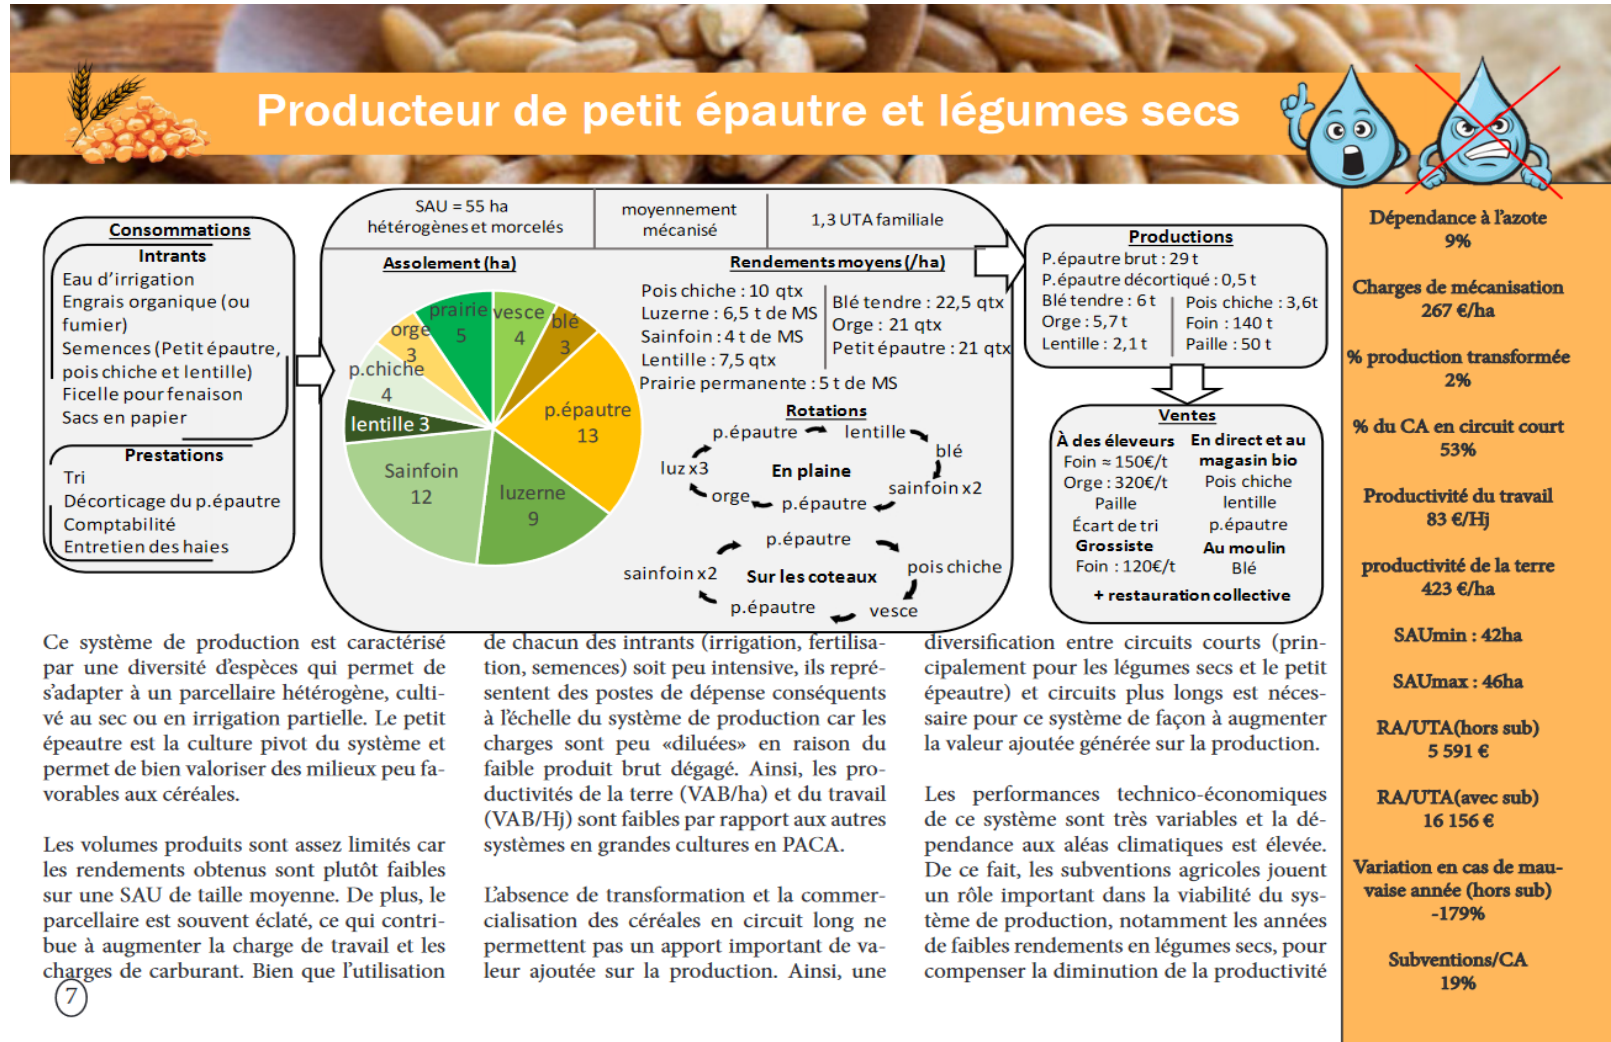 Producteur de petit épautre et légumes secs
Consommations
Intrants
Eau d'irrigation
Engrais organique (ou
fumier)
Semences (Petit épautre,
pois chiche et lentille)
Ficelle pour fenaison
Sacs en papier
Prestations
Tri
Décorticage du p.épautre
Comptabilité
Entretien des haies
SAU = 55 ha
hétérogènes et morcelés
moyennement
mécanisé
1,3 UTA familiale
Assolement (ha)
prairie
5
vesce
4
blé
3
p.épautre
13
luzerne
9
Sainfoin
12
lentille 3
p.chiche
4
orge
3
Rendements moyens (/ha)
Pois chiche : 10 qtx
Luzerne : 6,5 t de MS
Sainfoin : 4 t de MS
Lentille : 7,5 qtx
Prairie permanente : 5 t de MS
Blé tendre : 22,5 qtx
Orge : 21 qtx
Petit épautre : 21 qtx
Rotations
p.épautre
lentille
blé
sainfoin x2
p.épautre
orge
luz x3
En plaine
p.épautre
pois chiche
vesce
p.épautre
sainfoin x2
Sur les coteaux
Productions
P.épautre brut : 29 t
P.épautre décortiqué : 0,5 t
Blé tendre : 6 t
Orge : 5,7 t
Lentille : 2,1 t
Pois chiche : 3,6t
Foin : 140 t
Paille : 50 t
Ventes
À des éleveurs
Foin ≈ 150€/t
Orge : 320€/t
Paille
Écart de tri
Grossiste
Foin : 120€/t
En direct et au
magasin bio
Pois chiche
lentille
p.épautre
Au moulin
Blé
+ restauration collective
Ce système de production est caractérisé
par une diversité d'espèces qui permet de
s'adapter à un parcellaire hétérogène, culti-
vé au sec ou en irrigation partielle. Le petit
épeautre est la culture pivot du système et
permet de bien valoriser des milieux peu fa-
vorables aux céréales.
Les volumes produits sont assez limités car
les rendements obtenus sont plutôt faibles
sur une SAU de taille moyenne. De plus, le
parcellaire est souvent éclaté, ce qui contri-
bue à augmenter la charge de travail et les
charges de carburant. Bien que l'utilisation
de chacun des intrants (irrigation, fertilisa-
tion, semences) soit peu intensive, ils repré-
sentent des postes de dépense conséquents
à l'échelle du système de production car les
charges sont peu «diluées» en raison du
faible produit brut dégagé. Ainsi, les pro-
ductivités de la terre (VAB/ha) et du travail
(VAB/Hj) sont faibles par rapport aux autres
systèmes en grandes cultures en PACA.
L'absence de transformation et la commer-
cialisation des céréales en circuit long ne
permettent pas un apport important de va-
leur ajoutée sur la production. Ainsi, une
diversification entre circuits courts (prin-
cipalement pour les légumes secs et le petit
épeautre) et circuits plus longs est néces-
saire pour ce système de façon à augmenter
la valeur ajoutée générée sur la production.
Les performances technico-économiques
de ce système sont très variables et la dé-
pendance aux aléas climatiques est élevée.
De ce fait, les subventions agricoles jouent
un rôle important dans la viabilité du sys-
tème de production, notamment les années
de faibles rendements en légumes secs, pour
compenser la diminution de la productivité
Dépendance à l'azote
9%
Charges de mécanisation
267 €/ha
% production transformée
2%
% du CA en circuit court
53%
Productivité du travail
83 €/Hj
productivité de la terre
423 €/ha
SAUmin : 42ha
SAUmax : 46ha
RA/UTA(hors sub)
5 591 €
RA/UTA(avec sub)
16 156 €
Variation en cas de mau-
vaise année (hors sub)
-179%
Subventions/CA
19%
7